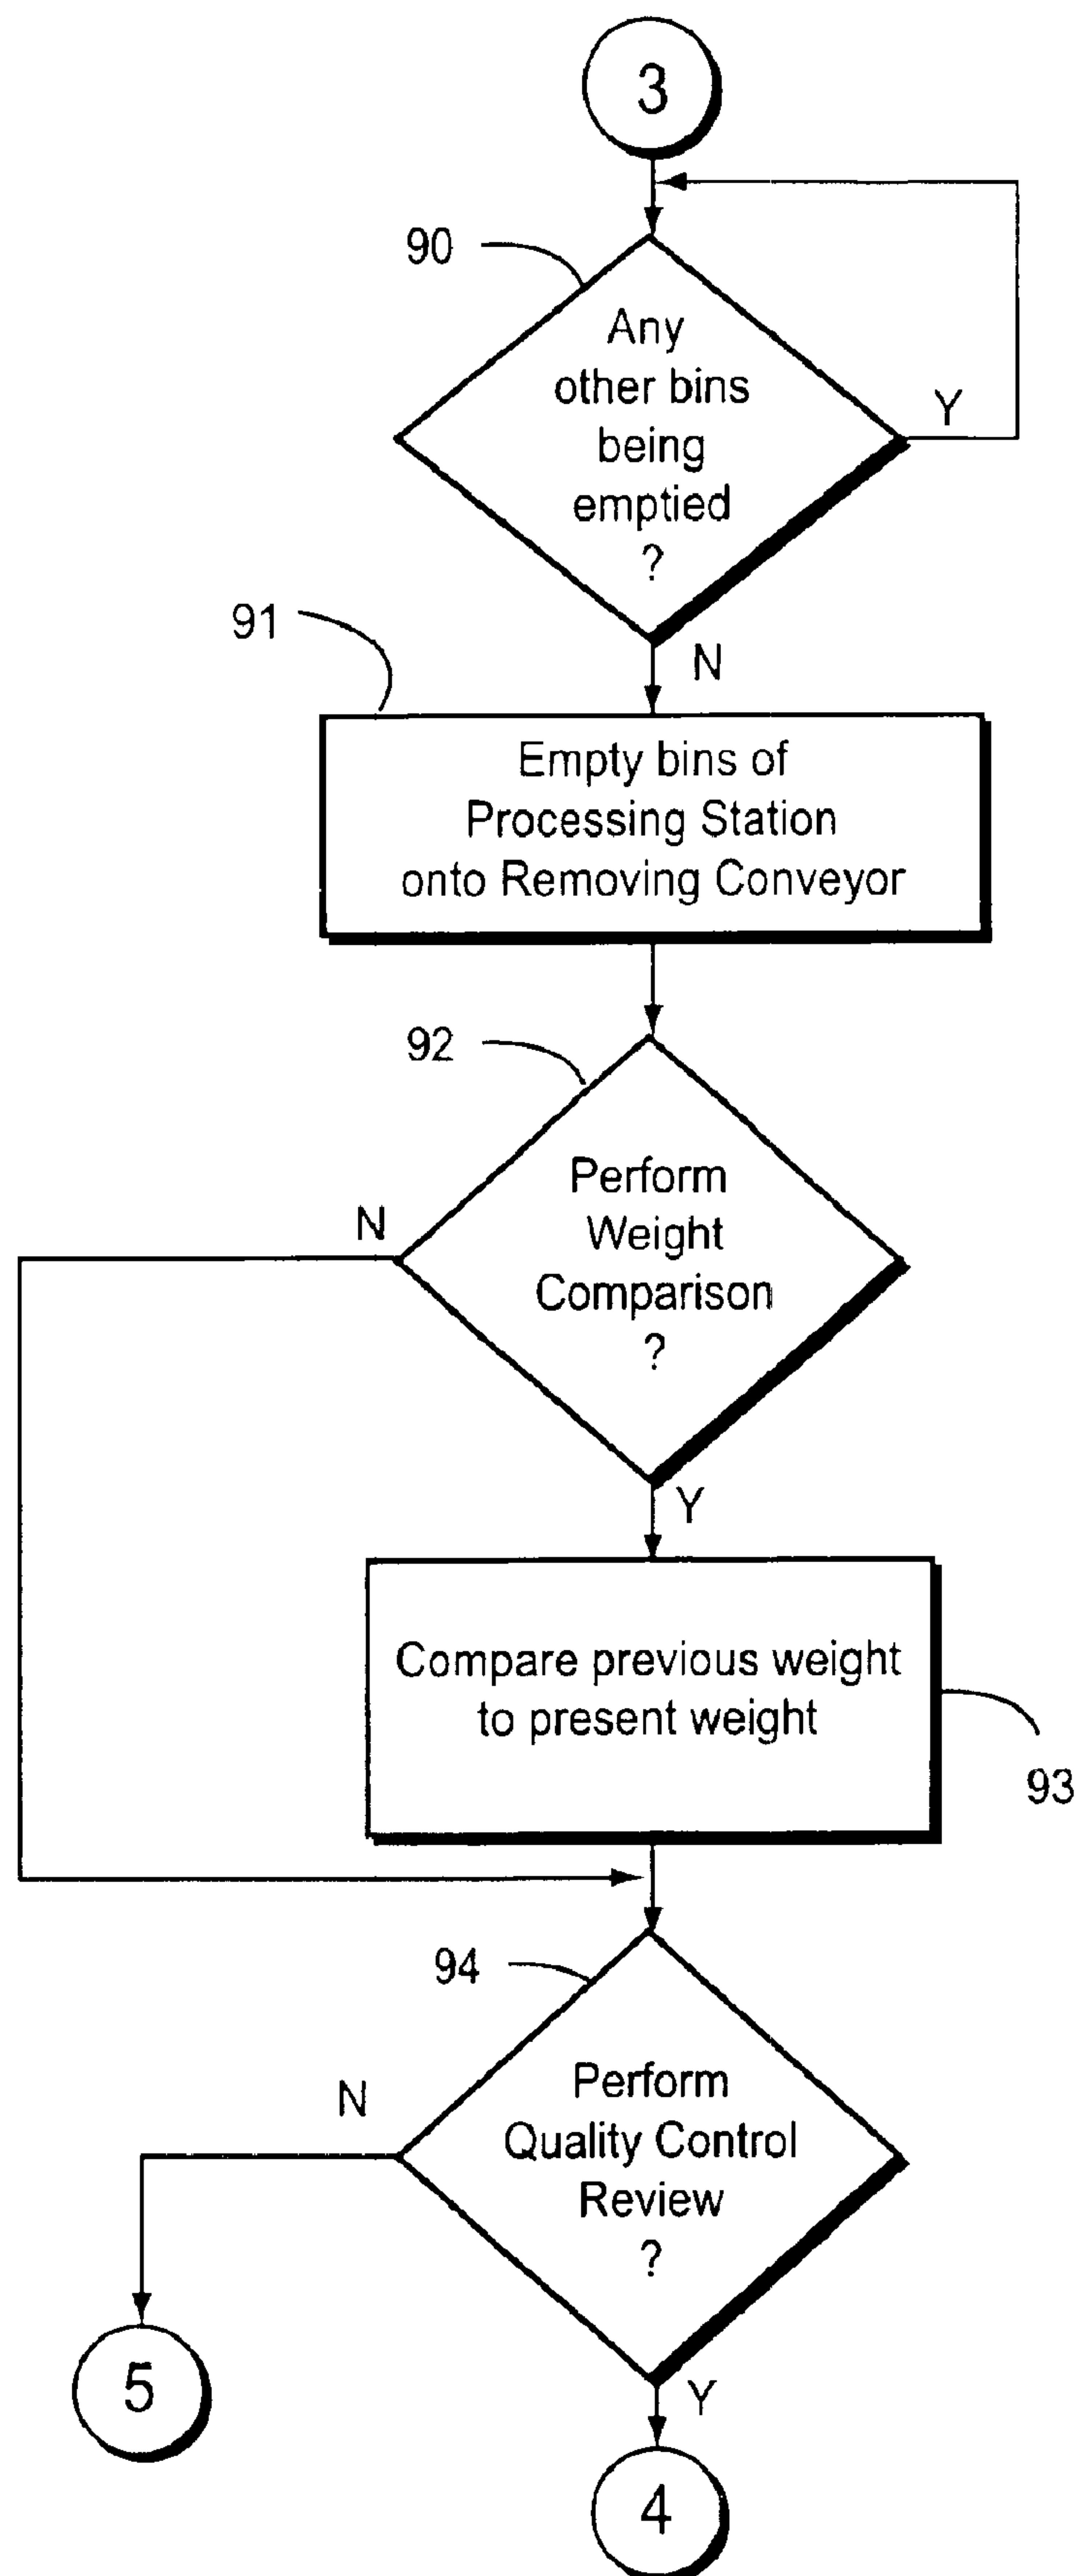 3
90
Any
other bins
being
emptied
?
Y
N
91
Empty bins of
Processing Station
onto Removing Conveyor
92
Perform
Weight
Comparison
?
N
Y
Compare previous weight
to present weight
93
94
Perform
Quality Control
Review
?
N
Y
5
4